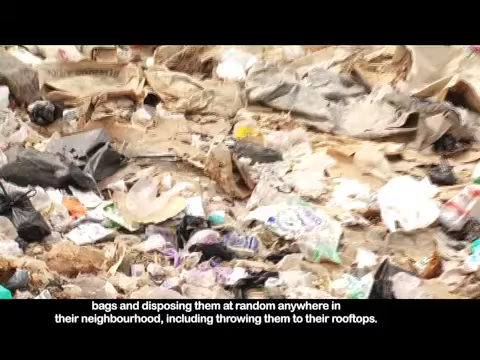 bags and disposing them at random anywhere in
their neighbourhood, including throwing them to their rooftops.